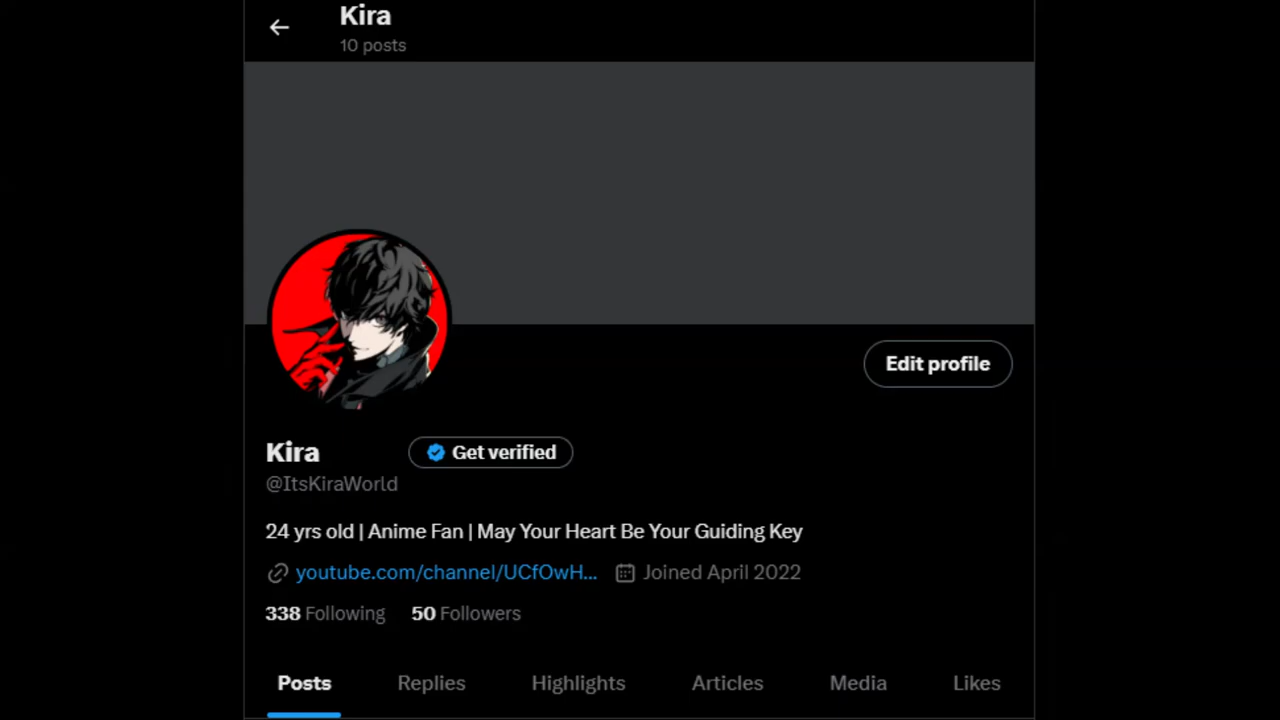 Kira
10 posts
Edit profile
Kira
Get verified
@ItsKiraWorld
24 yrs old | Anime Fan | May Your Heart Be Your Guiding Key
youtube.com/channel/UCfOwH... Joined April 2022
338 Following 50 Followers
Posts Replies Highlights Articles Media Likes